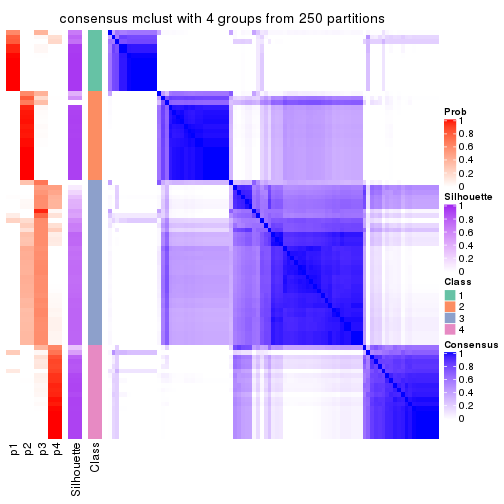 consensus mclust with 4 groups from 250 partitions
Prob
1
0.8
0.6
0.4
0.2
0
Silhouette
1
0.8
0.6
0.4
0.2
0
Class
1
2
3
4
Consensus
1
0.8
0.6
0.4
0.2
0
p1
p2
p3
p4
Silhouette
Class